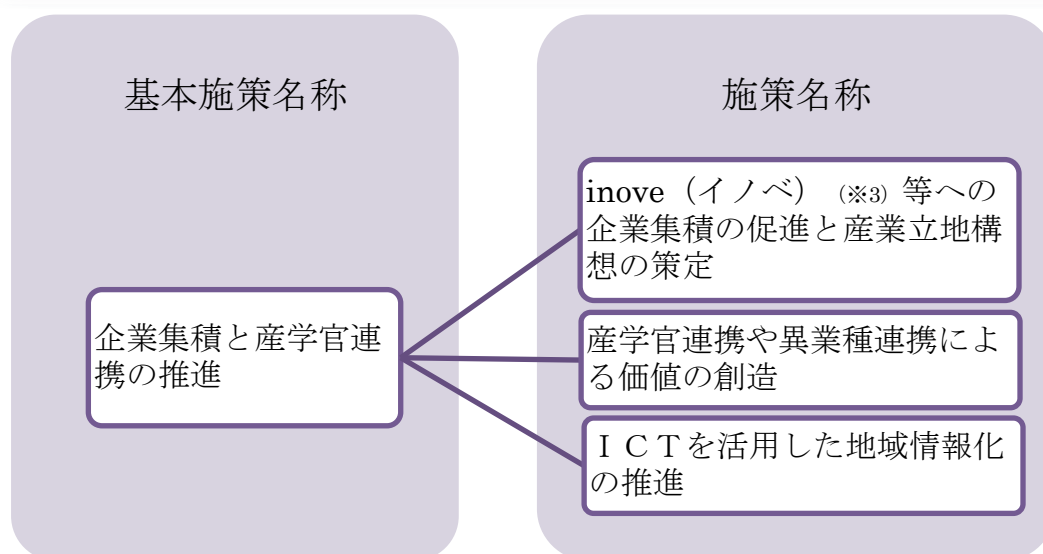 基本施策名称
施策名称
企業集積と産学官連
携の推進
inove（イノベ）（※3）等への
企業集積の促進と産業立地構
想の策定
産学官連携や異業種連携によ
る価値の創造
ＩＣＴを活用した地域情報化
の推進